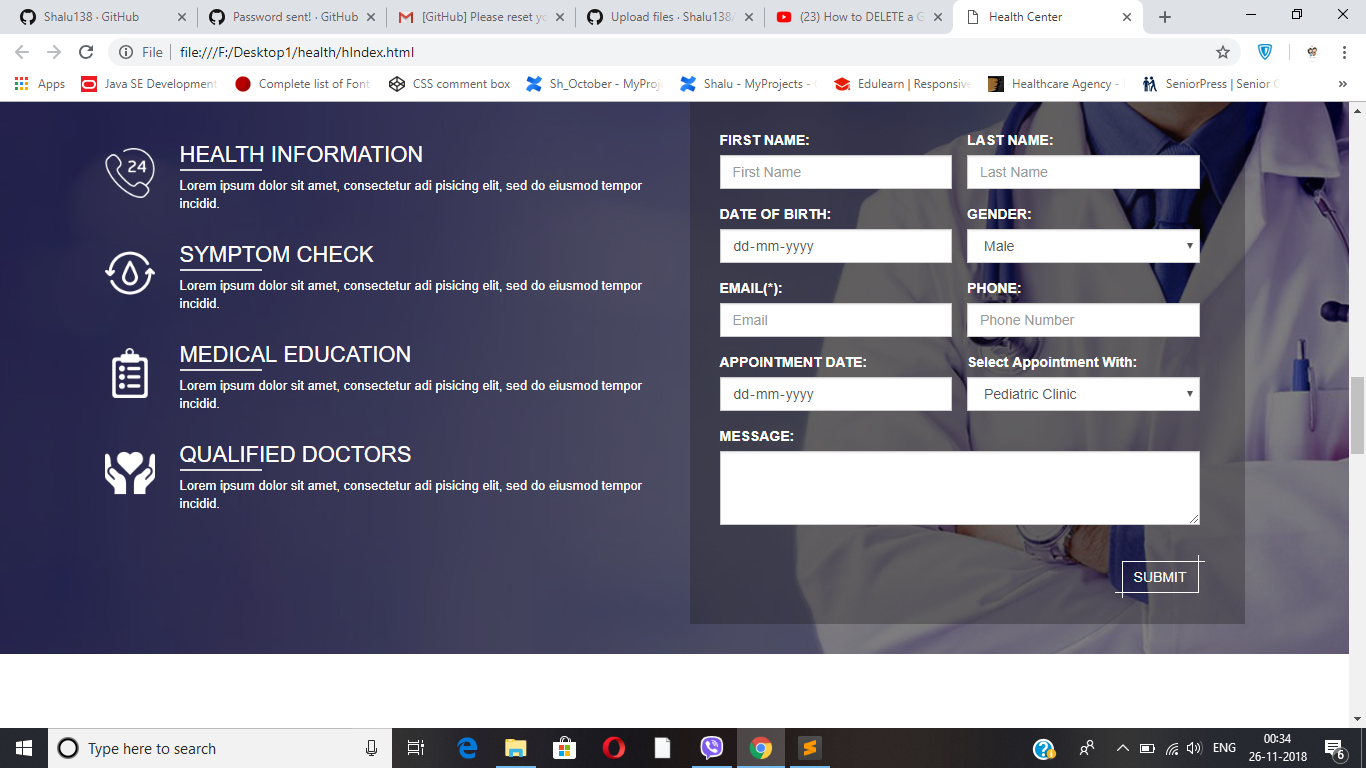 Shalu138 · GitHub
Password sent! · GitHub
[GitHub] Please reset yo
Upload files · Shalu138/
(23) How to DELETE a G
Health Center
File
file:///F:/Desktop1/health/hIndex.html
Apps
Java SE Development
Complete list of Font
CSS comment box
Sh_October - MyProj
Shalu - MyProjects -
Edulearn | Responsive
Healthcare Agency -
SeniorPress | Senior C
»
24
HEALTH INFORMATION
Lorem ipsum dolor sit amet, consectetur adi pisicing elit, sed do eiusmod tempor
incidid.
SYMPTOM CHECK
Lorem ipsum dolor sit amet, consectetur adi pisicing elit, sed do eiusmod tempor
incidid.
MEDICAL EDUCATION
Lorem ipsum dolor sit amet, consectetur adi pisicing elit, sed do eiusmod tempor
incidid.
QUALIFIED DOCTORS
Lorem ipsum dolor sit amet, consectetur adi pisicing elit, sed do eiusmod tempor
incidid.
FIRST NAME:
LAST NAME:
First Name
Last Name
DATE OF BIRTH:
GENDER:
dd-mm-yyyy
Male
EMAIL(*):
PHONE:
Email
Phone Number
APPOINTMENT DATE:
Select Appointment With:
dd-mm-yyyy
Pediatric Clinic
MESSAGE:
SUBMIT
Type here to search
ENG
00:34
26-11-2018
6